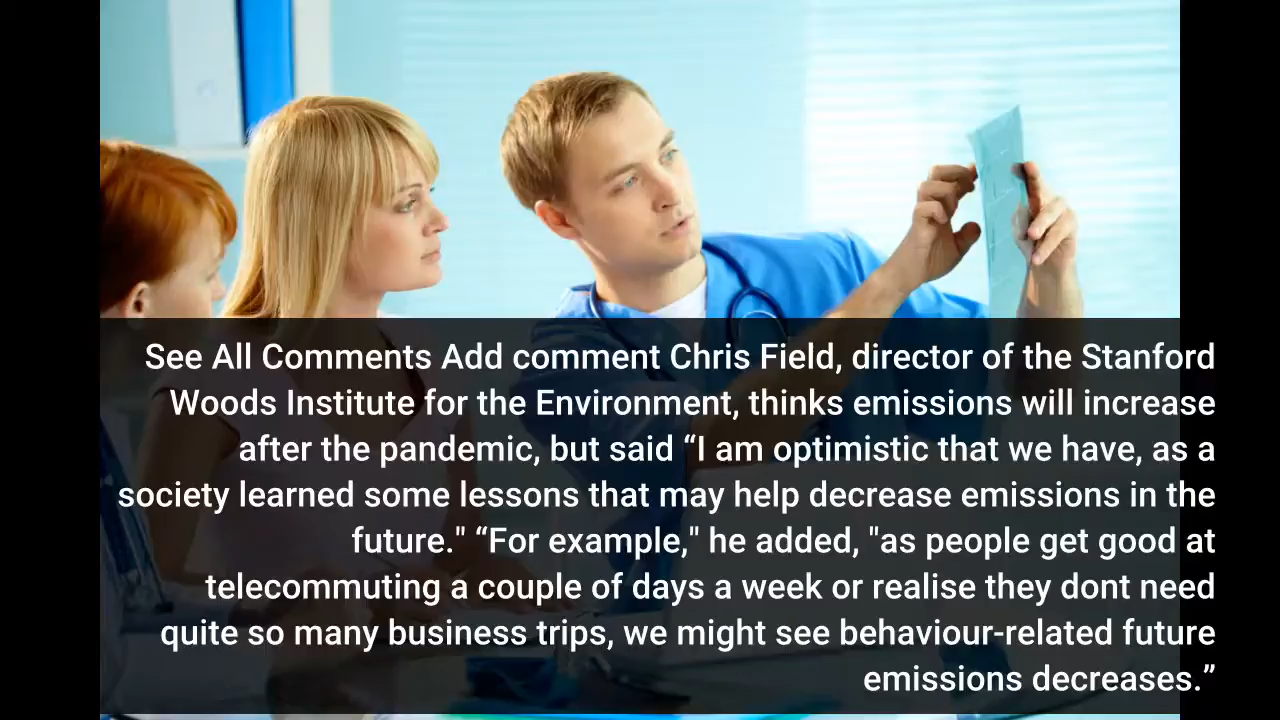 See All Comments Add comment Chris Field, director of the Stanford
Woods Institute for the Environment, thinks emissions will increase
after the pandemic, but said “I am optimistic that we have, as a
society learned some lessons that may help decrease emissions in the
future." “For example," he added, "as people get good at
telecommuting a couple of days a week or realise they dont need
quite so many business trips, we might see behaviour-related future
emissions decreases.”